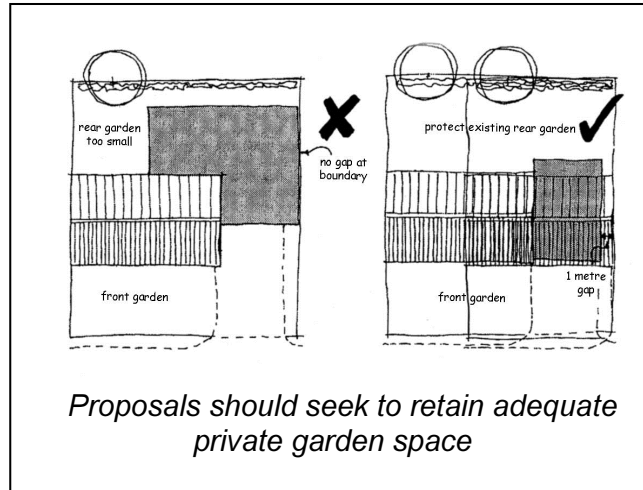 rear garden
too small
no gap at
boundary
front garden
protect existing rear garden
1 metre
gap
front garden
Proposals should seek to retain adequate
private garden space